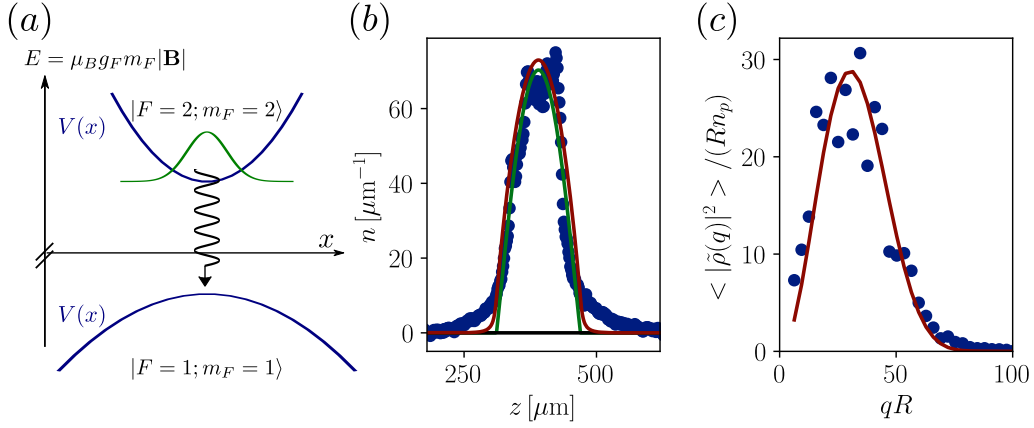 (a)
E = μ_B g_F m_F |B|
V(x)
|F = 2; m_F = 2⟩
x
V(x)
|F = 1; m_F = 1⟩
(b)
n [μm⁻¹]
60
40
20
0
250
500
z [μm]
(c)
< |ρ̃(q)|² > /(Rn_p)
30
20
10
0
0
50
100
qR